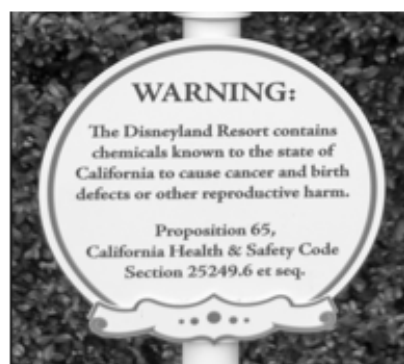 WARNING:
The Disneyland Resort contains
chemicals known to the state of
California to cause cancer and birth
defects or other reproductive harm.
Proposition 65,
California Health & Safety Code
Section 25249.6 et seq.